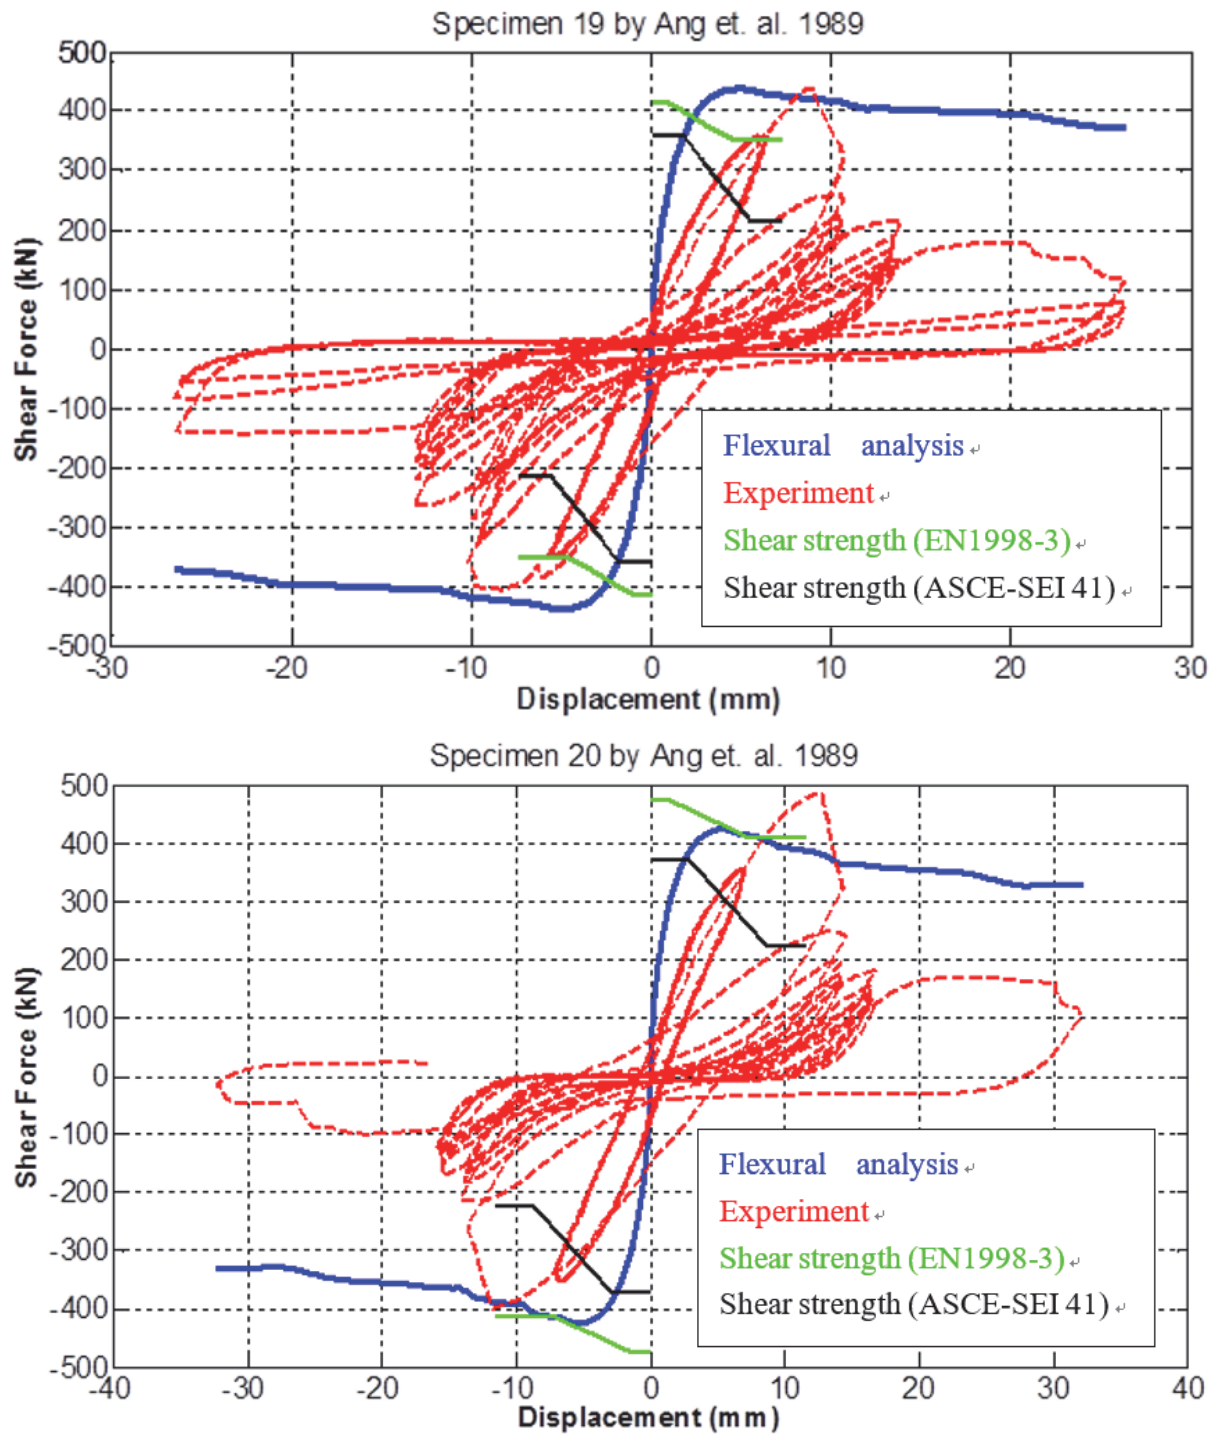 Specimen 19 by Ang et. al. 1989
500
400
300
200
100
0
-100
-200
-300
-400
-500
Shear Force (kN)
Flexural analysis
Experiment
Shear strength (EN1998-3)
Shear strength (ASCE-SEI 41)
-30 -20 -10 0 10 20 30
Displacement (mm)
Specimen 20 by Ang et. al. 1989
500
400
300
200
100
0
-100
-200
-300
-400
-500
Shear Force (kN)
Flexural analysis
Experiment
Shear strength (EN1998-3)
Shear strength (ASCE-SEI 41)
-40 -30 -20 -10 0 10 20 30 40
Displacement (mm)